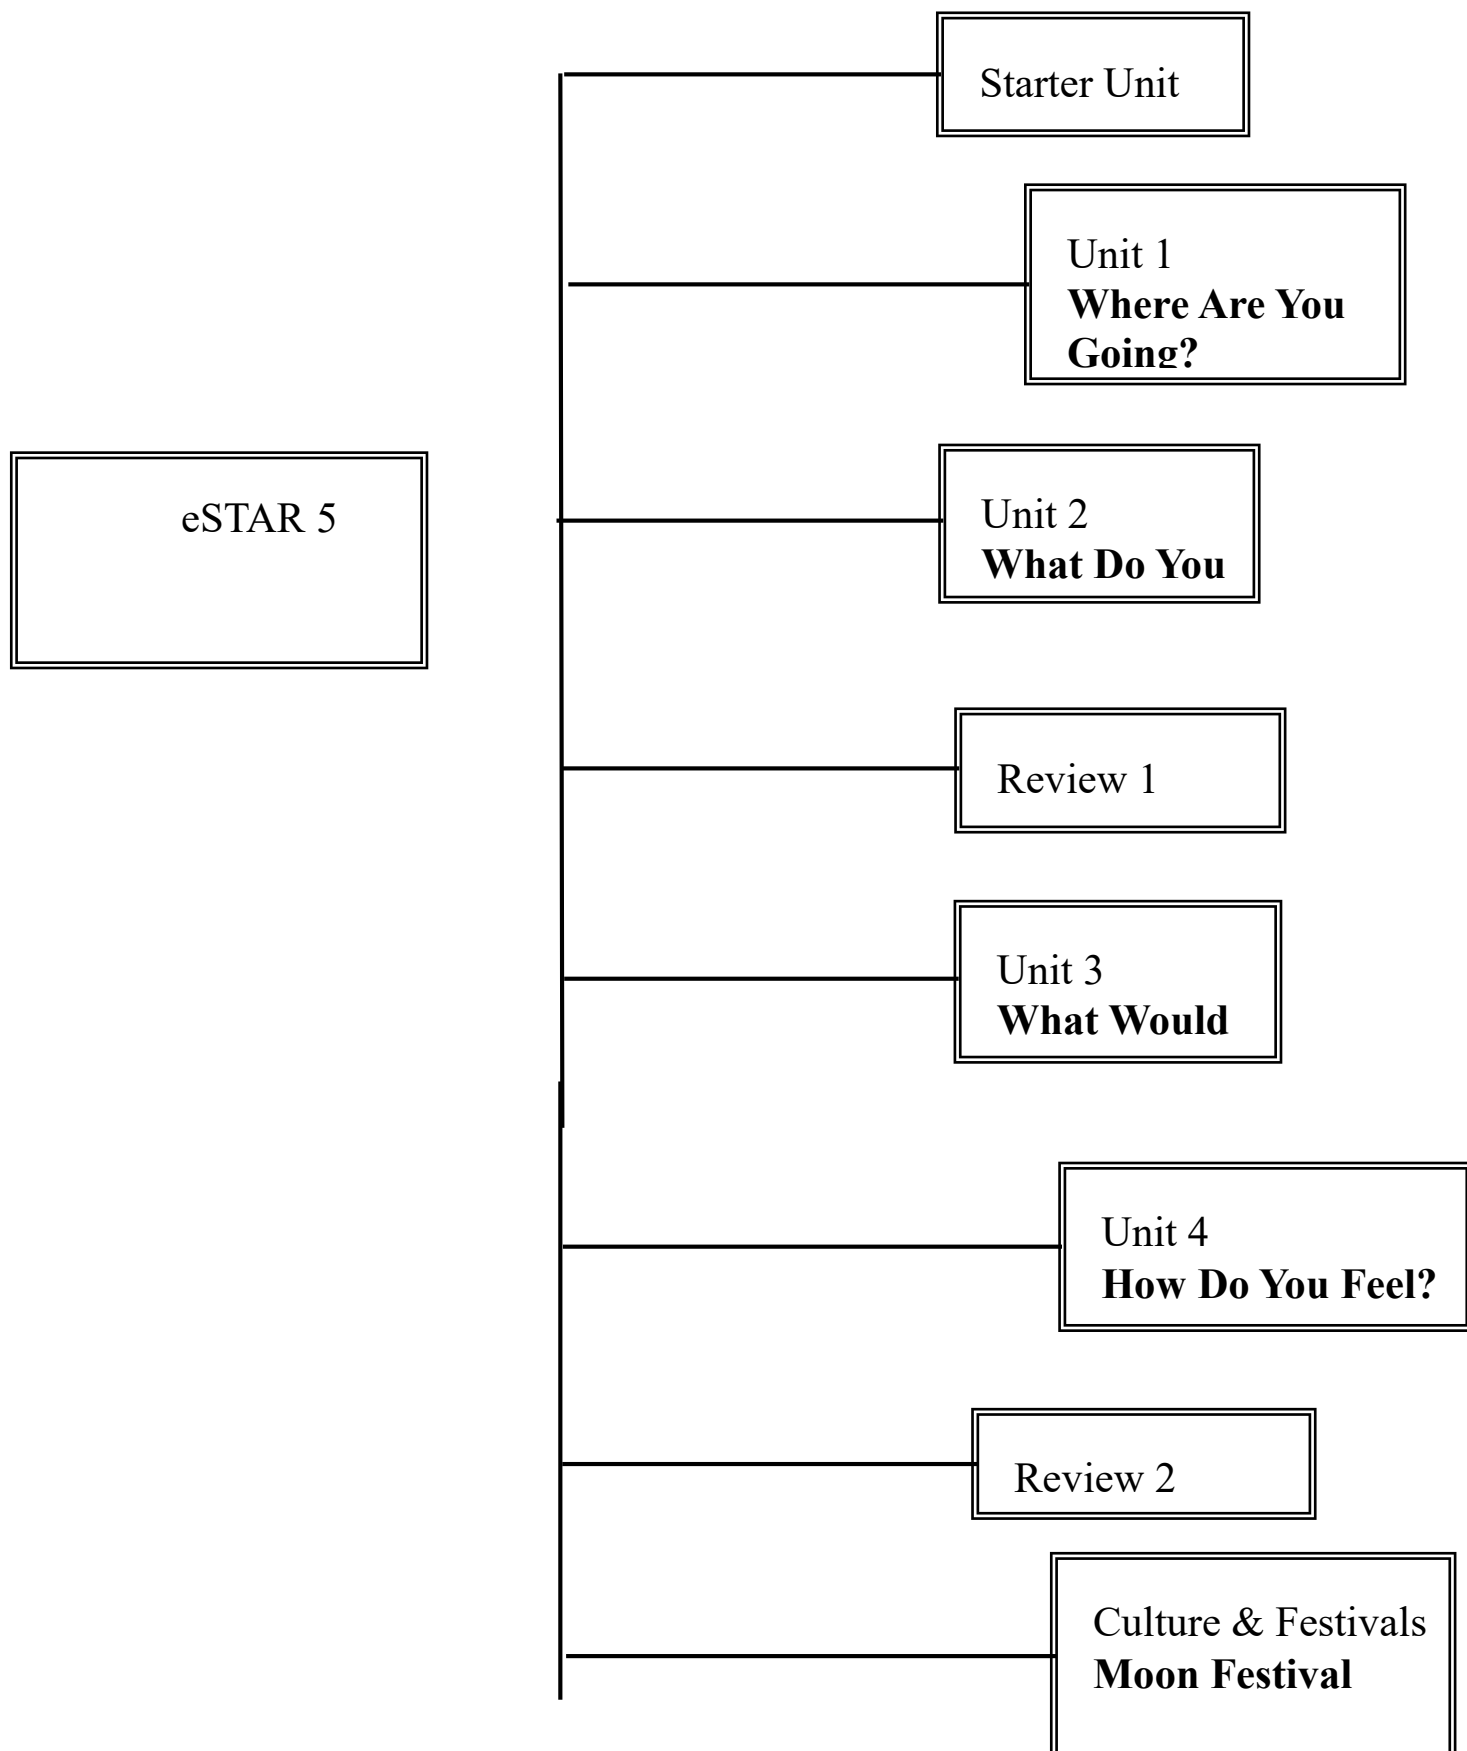 Starter Unit
Unit 1
Where Are You
Going?
eSTAR 5
Unit 2
What Do You
Review 1
Unit 3
What Would
Unit 4
How Do You Feel?
Review 2
Culture & Festivals
Moon Festival